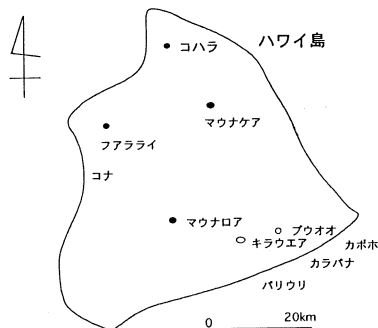 コハラ
ハワイ島
マウナケア
フアラライ
コナ
マウナロア
プウオオ
キラウエア
カポホ
カラパナ
パリウリ
0 20km